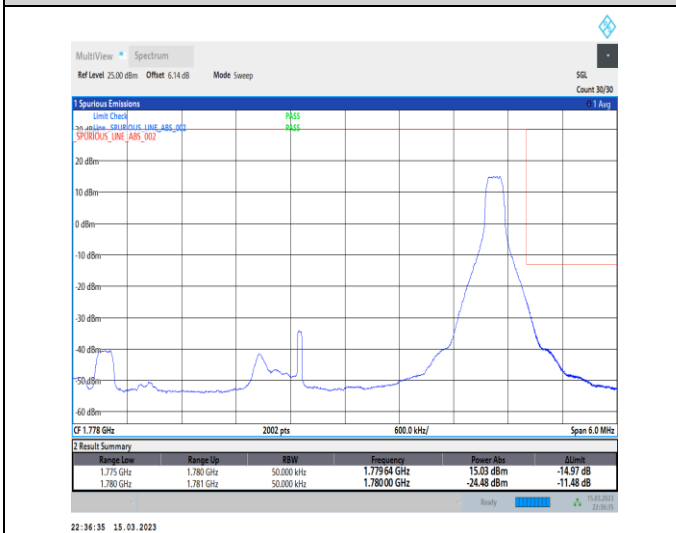 MultiView Spectrum
Ref Level 25.00 dBm Offset 6.14 dB Mode Sweep SGL
Count 30/30
1 Spurious Emissions 1 Avg
Limit Check PASS
Line _SPURIOUS_LINE_ABS_002 PASS
_SPURIOUS_LINE_ABS_002
20 dBm
10 dBm
0 dBm
-10 dBm
-20 dBm
-30 dBm
-40 dBm
-50 dBm
-60 dBm
CF 1.778 GHz 2002 pts 600.0 kHz/ Span 6.0 MHz
2 Result Summary
Range Low Range Up RBW Frequency Power Abs ΔLimit
1.775 GHz 1.780 GHz 50.000 kHz 1.77964 GHz 15.03 dBm -14.97 dB
1.780 GHz 1.781 GHz 50.000 kHz 1.78000 GHz -24.48 dBm -11.48 dB
Ready 15.03.2023
22:36:35
22:36:35 15.03.2023